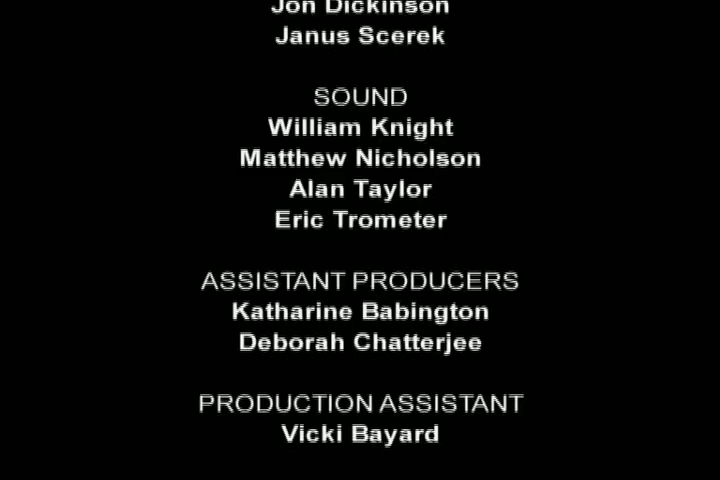 Jon Dickinson
Janus Scerek
SOUND
William Knight
Matthew Nicholson
Alan Taylor
Eric Trometer
ASSISTANT PRODUCERS
Katharine Babington
Deborah Chatterjee
PRODUCTION ASSISTANT
Vicki Bayard